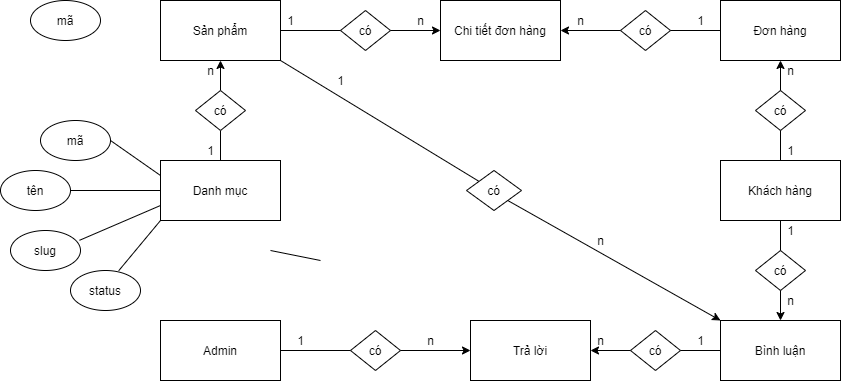 mã
Sản phẩm
1
có
n
Chi tiết đơn hàng
n
có
1
Đơn hàng
n
có
1
1
n
có
1
mã
tên
slug
status
Danh mục
có
n
Khách hàng
1
có
n
Admin
1
có
n
Trả lời
n
có
1
Bình luận